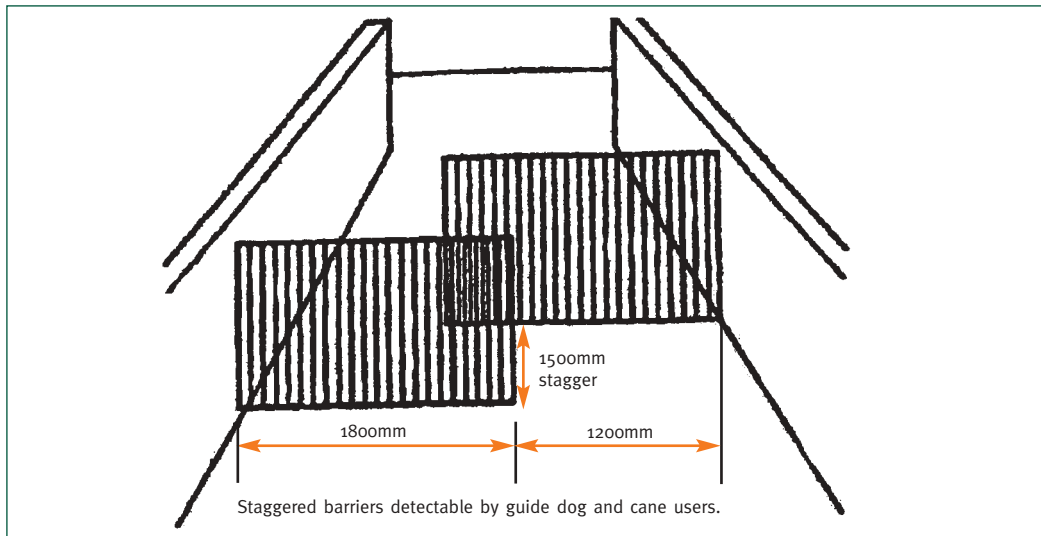 1500mm
stagger
1800mm
1200mm
Staggered barriers detectable by guide dog and cane users.